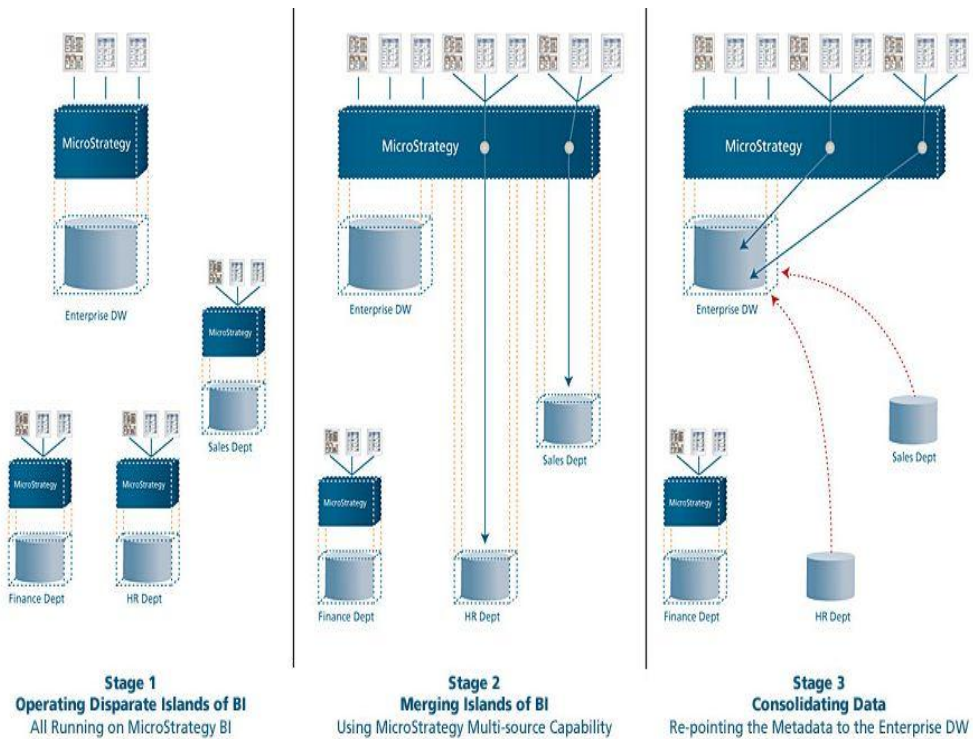 MicroStrategy
Enterprise DW
MicroStrategy
Sales Dept
MicroStrategy
MicroStrategy
Finance Dept
HR Dept
Stage 1
Operating Disparate Islands of BI
All Running on MicroStrategy BI
MicroStrategy
Enterprise DW
Sales Dept
MicroStrategy
Finance Dept
HR Dept
Stage 2
Merging Islands of BI
Using MicroStrategy Multi-source Capability
MicroStrategy
Enterprise DW
Sales Dept
MicroStrategy
Finance Dept
HR Dept
Stage 3
Consolidating Data
Re-pointing the Metadata to the Enterprise DW